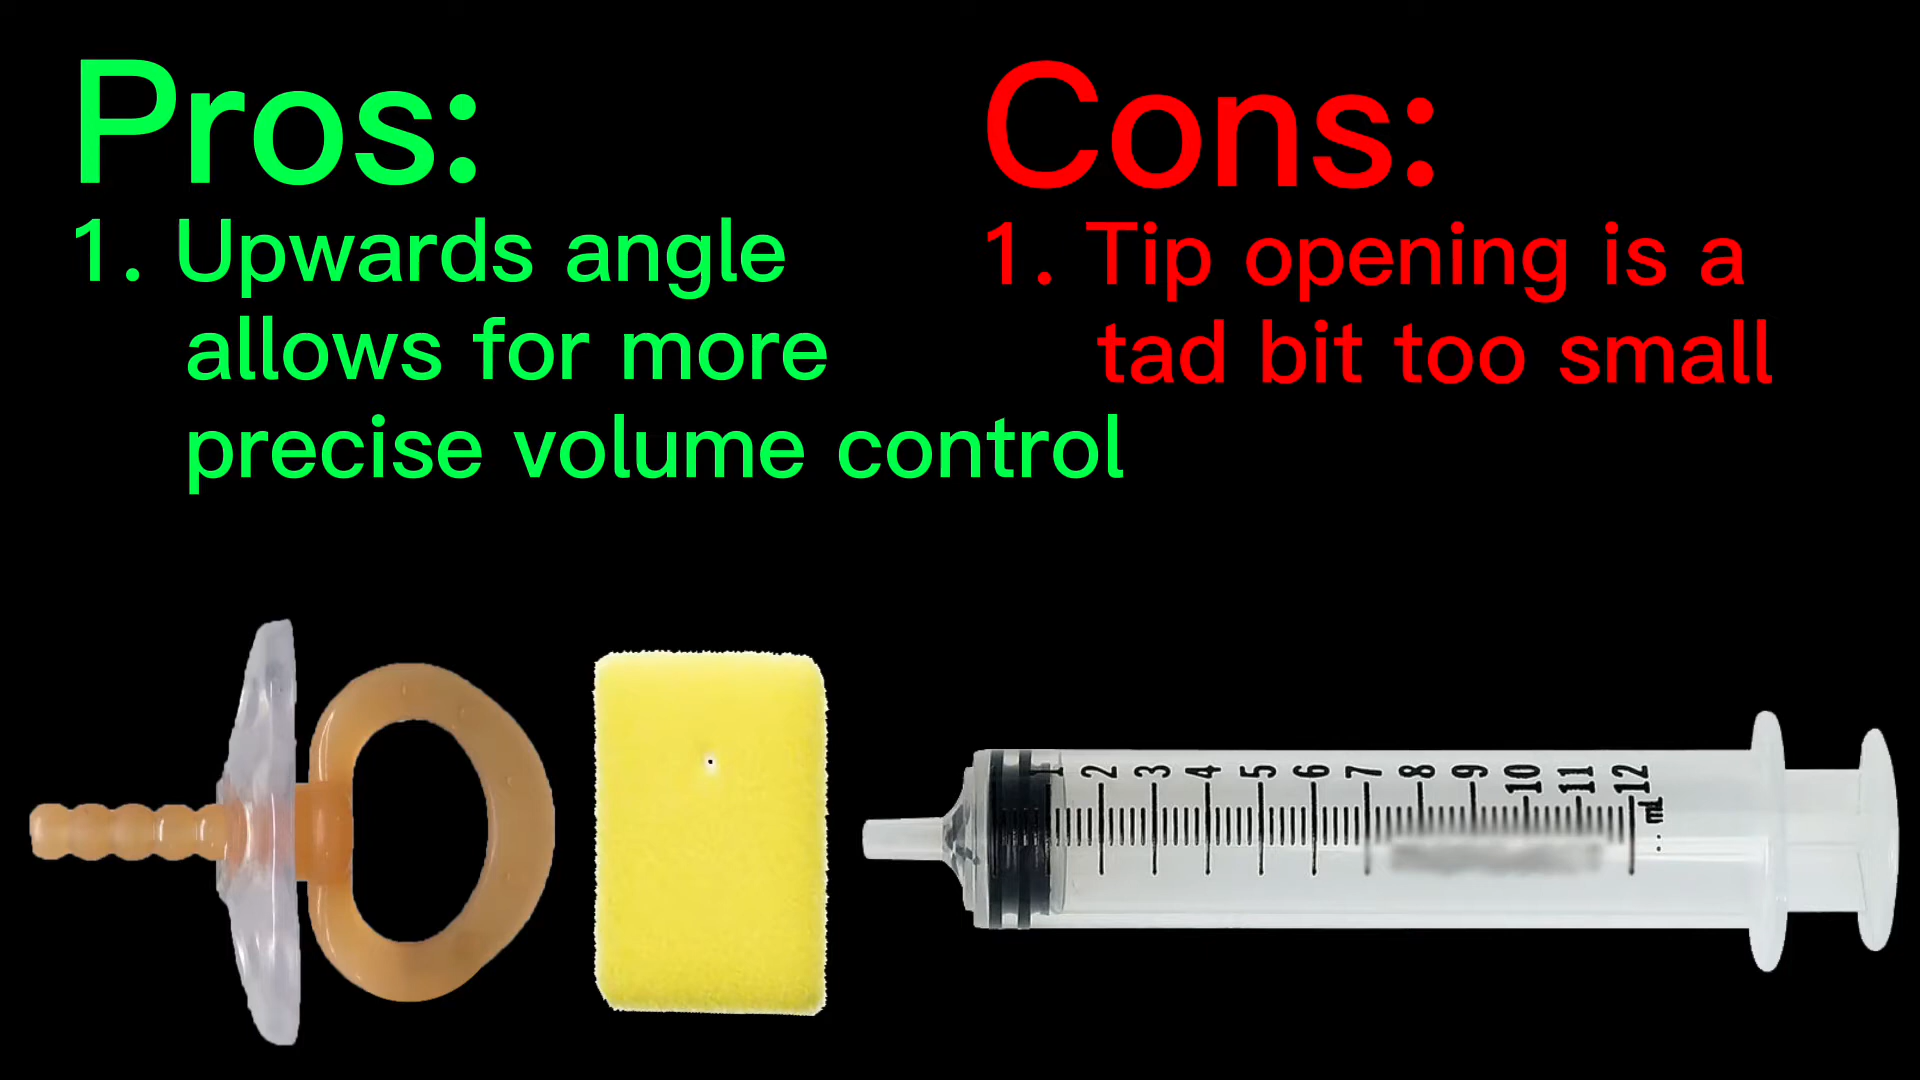 Pros:
1. Upwards angle
allows for more
precise volume control
Cons:
1. Tip opening is a
tad bit too small
1 2 3 4 5 6 7 8 9 10 11 12
mL